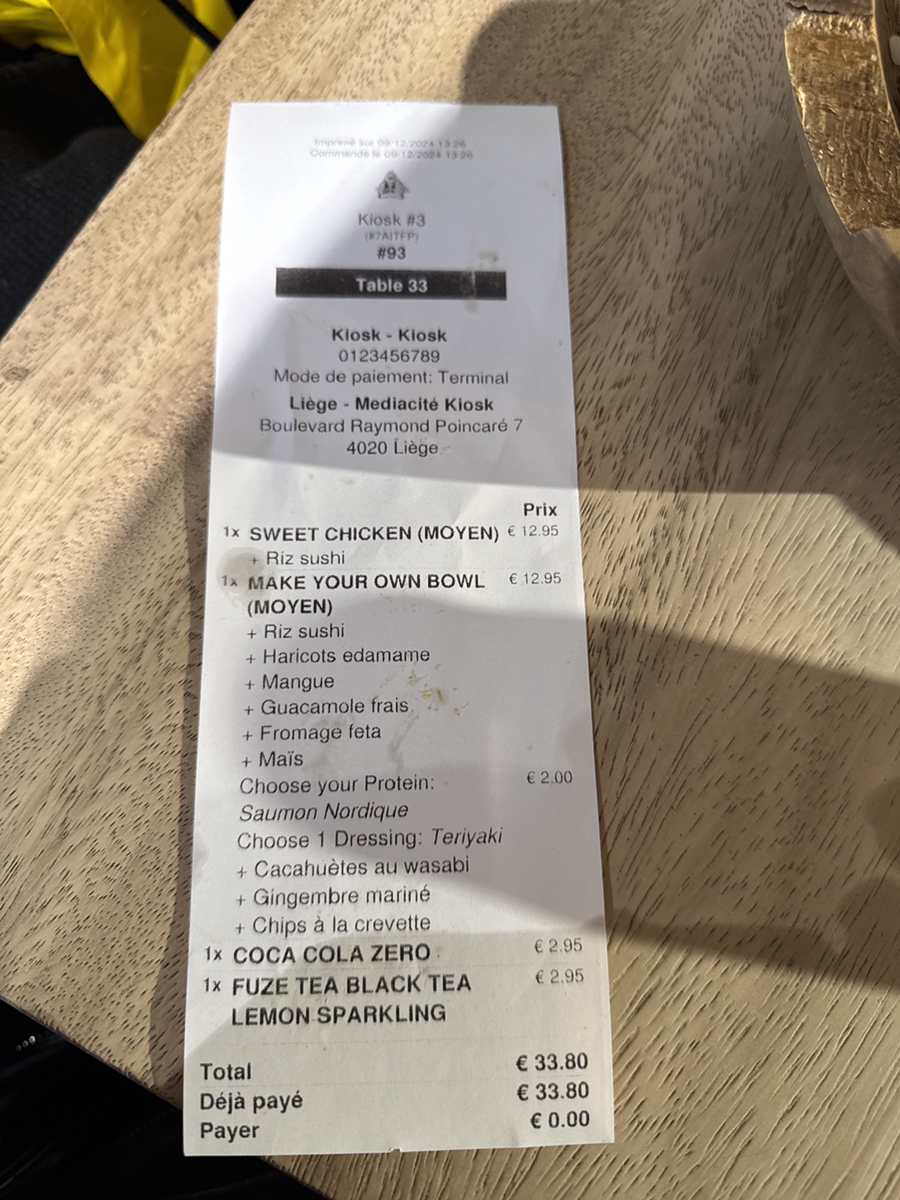 Imprimé sur 09/12/2024 13:26
Commandé le 09/12/2024 13:26
Kiosk #3
(#7A1TFP)
#93
Table 33
Kiosk - Kiosk
0123456789
Mode de paiement: Terminal
Liège - Mediacité Kiosk
Boulevard Raymond Poincaré 7
4020 Liège
Prix
1x SWEET CHICKEN (MOYEN) € 12.95
+ Riz sushi
1x MAKE YOUR OWN BOWL € 12.95
(MOYEN)
+ Riz sushi
+ Haricots edamame
+ Mangue
+ Guacamole frais
+ Fromage feta
+ Maïs
Choose your Protein: € 2.00
Saumon Nordique
Choose 1 Dressing: Teriyaki
+ Cacahuètes au wasabi
+ Gingembre mariné
+ Chips à la crevette
1x COCA COLA ZERO € 2.95
1x FUZE TEA BLACK TEA € 2.95
LEMON SPARKLING
Total € 33.80
Déjà payé € 33.80
Payer € 0.00